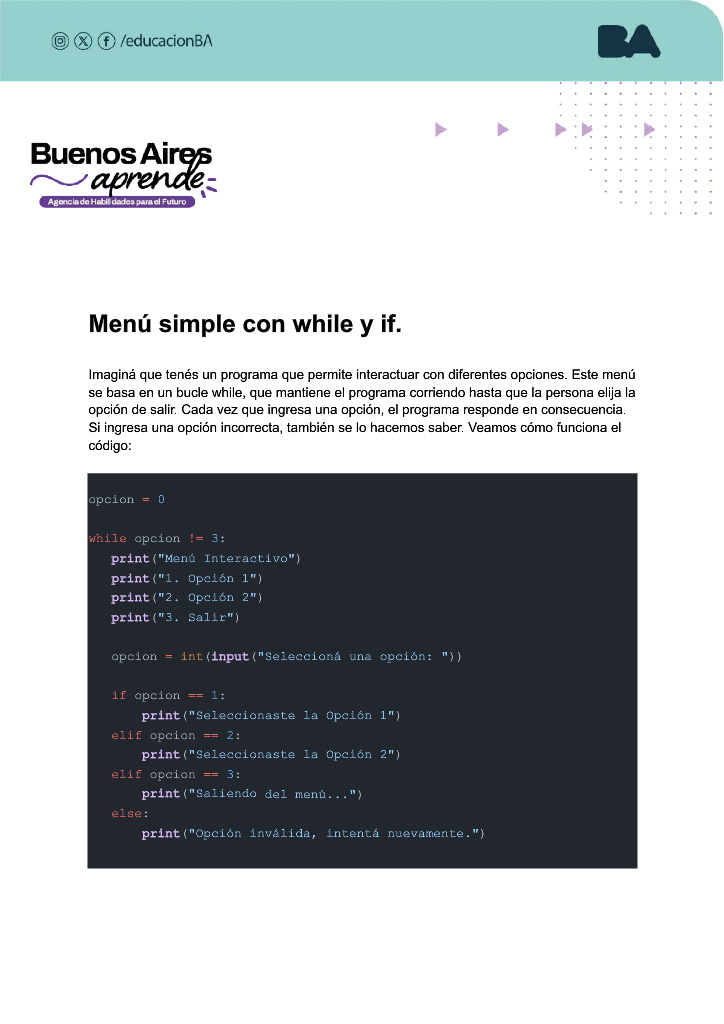 /educacionBA
BA
Buenos Aires
aprende
Agencia de Habilidades para el Futuro
Menú simple con while y if.
Imaginá que tenés un programa que permite interactuar con diferentes opciones. Este menú
se basa en un bucle while, que mantiene el programa corriendo hasta que la persona elija la
opción de salir. Cada vez que ingresa una opción, el programa responde en consecuencia.
Si ingresa una opción incorrecta, también se lo hacemos saber. Veamos cómo funciona el
código:
opcion = 0
while opcion != 3:
    print("Menú Interactivo")
    print("1. Opción 1")
    print("2. Opción 2")
    print("3. Salir")
    opcion = int(input("Seleccioná una opción: "))
    if opcion == 1:
        print("Seleccionaste la Opción 1")
    elif opcion == 2:
        print("Seleccionaste la Opción 2")
    elif opcion == 3:
        print("Saliendo del menú...")
    else:
        print("Opción inválida, intentá nuevamente.")